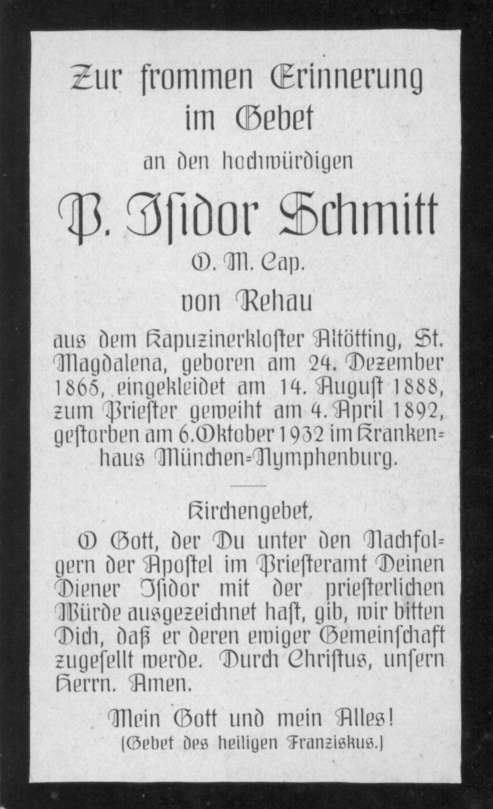 Zur frommen Erinnerung
im Gebet
an den hochwürdigen
P. Isidor Schmitt
O. M. Cap.
von Rehau
aus dem Kapuzinerkloster Altötting, St.
Magdalena, geboren am 24. Dezember
1865, eingekleidet am 14. August 1888,
zum Priester geweiht am 4. April 1892,
gestorben am 6. Oktober 1932 im Kranken-
haus München-Nymphenburg.
Kirchengebet.
O Gott, der Du unter den Nachfol-
gern der Apostel im Priesteramt Deinen
Diener Isidor mit der priesterlichen
Würde ausgezeichnet hast, gib, wir bitten
Dich, daß er deren ewiger Gemeinschaft
zugesellt werde. Durch Christus, unsern
Herrn. Amen.
Mein Gott und mein Alles!
(Gebet des heiligen Franziskus.)